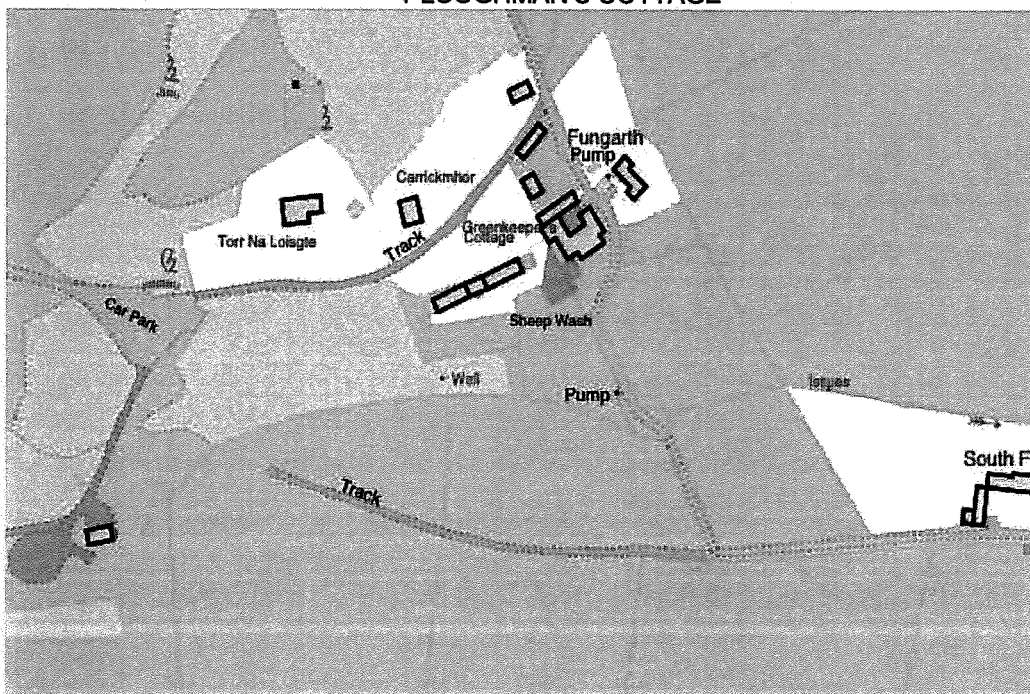 PLOUGHMAN'S COTTAGE
Fungarth
Pump
Carrickmhor
Torr Na Loisgte
Greenkeeper's
Cottage
Track
Car Park
Sheep Wash
Well
Pump
Issues
Track
South F